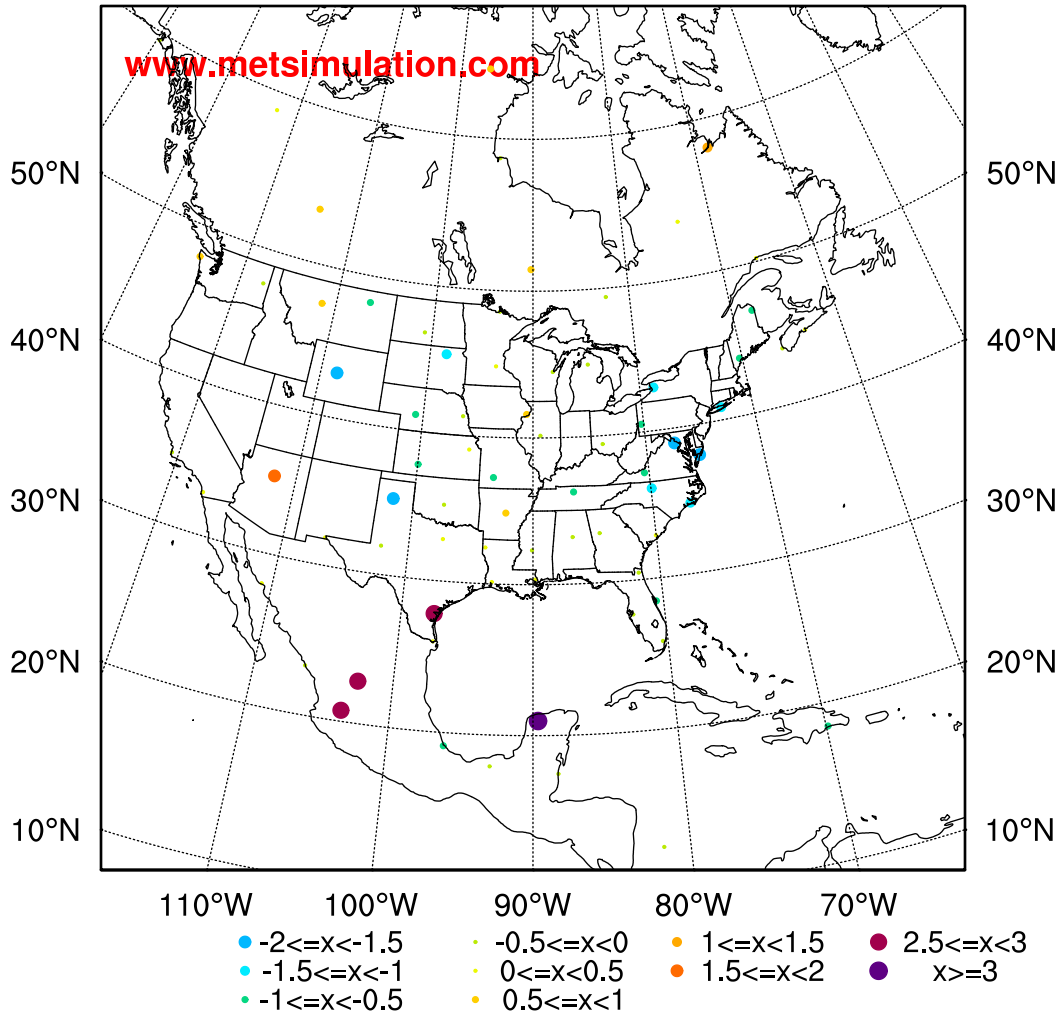 www.metsimulation.com
50°N 50°N
40°N 40°N
30°N 30°N
20°N 20°N
10°N 10°N
110°W 100°W 90°W 80°W 70°W
-2<=x<-1.5 -0.5<=x<0 1<=x<1.5 2.5<=x<3
-1.5<=x<-1 0<=x<0.5 1.5<=x<2 x>=3
-1<=x<-0.5 0.5<=x<1